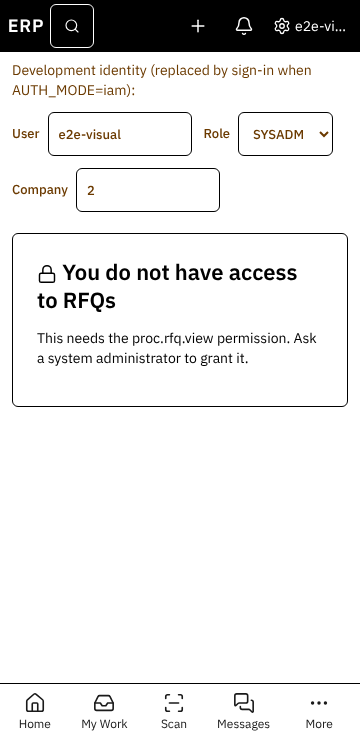 ERP
e2e-vi...
Development identity (replaced by sign-in when
AUTH_MODE=iam):
User e2e-visual Role SYSADM
Company 2
You do not have access
to RFQs
This needs the proc.rfq.view permission. Ask
a system administrator to grant it.
Home My Work Scan Messages More